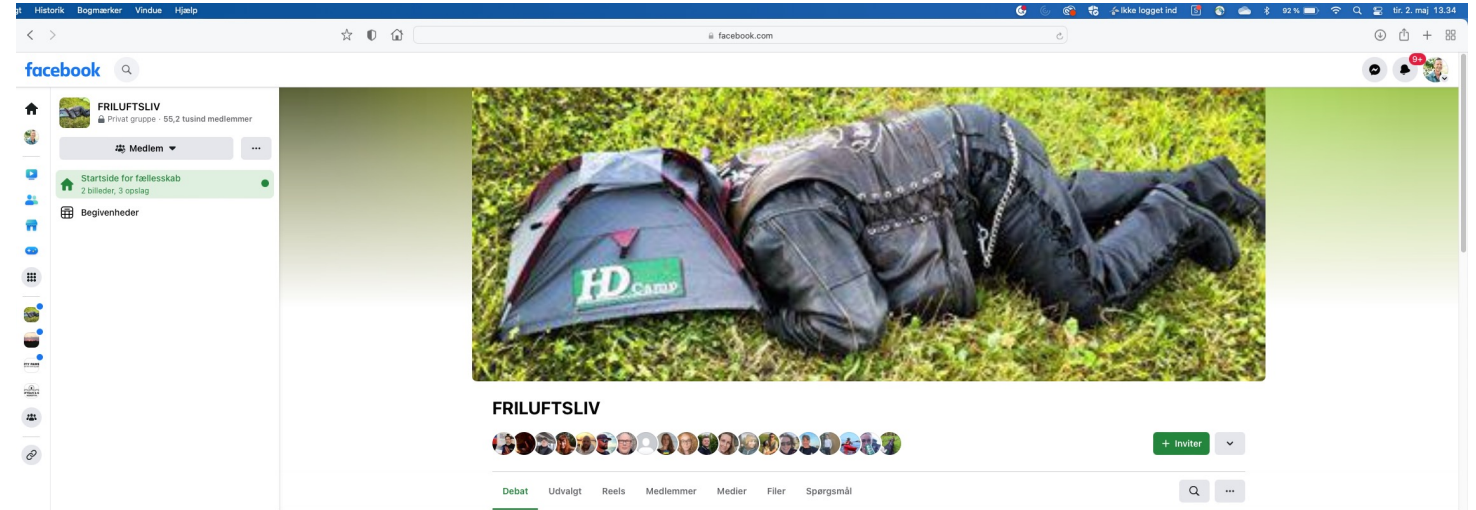 gt Historik Bogmærker Vindue Hjælp
Ikke logget ind 92 % tir. 2. maj 13.34
facebook.com
facebook
9+
FRILUFTSLIV
Privat gruppe · 55,2 tusind medlemmer
Medlem
Startside for fællesskab
2 billeder, 3 opslag
Begivenheder
HD Camp
FRILUFTSLIV
+ Inviter
Debat Udvalgt Reels Medlemmer Medier Filer Spørgsmål